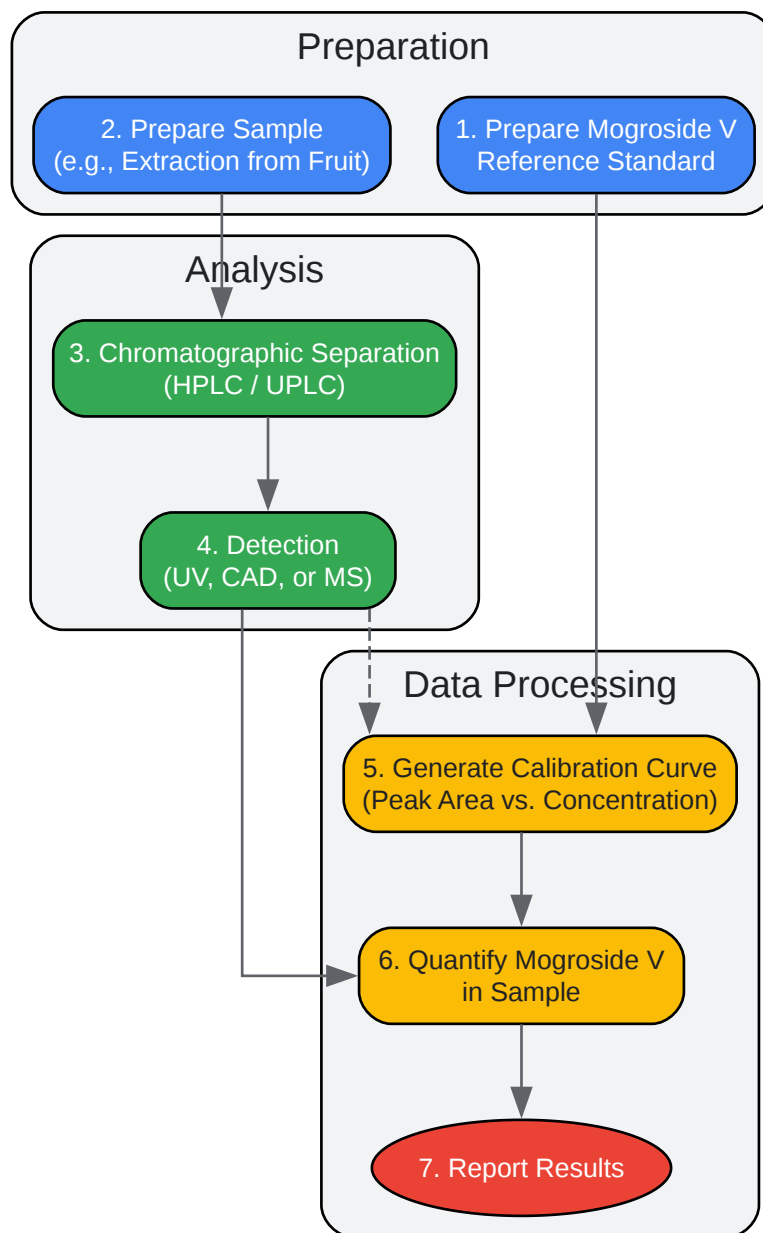 Preparation
2. Prepare Sample
(e.g., Extraction from Fruit)
1. Prepare Mogroside V
Reference Standard
Analysis
3. Chromatographic Separation
(HPLC / UPLC)
4. Detection
(UV, CAD, or MS)
Data Processing
5. Generate Calibration Curve
(Peak Area vs. Concentration)
6. Quantify Mogroside V
in Sample
7. Report Results